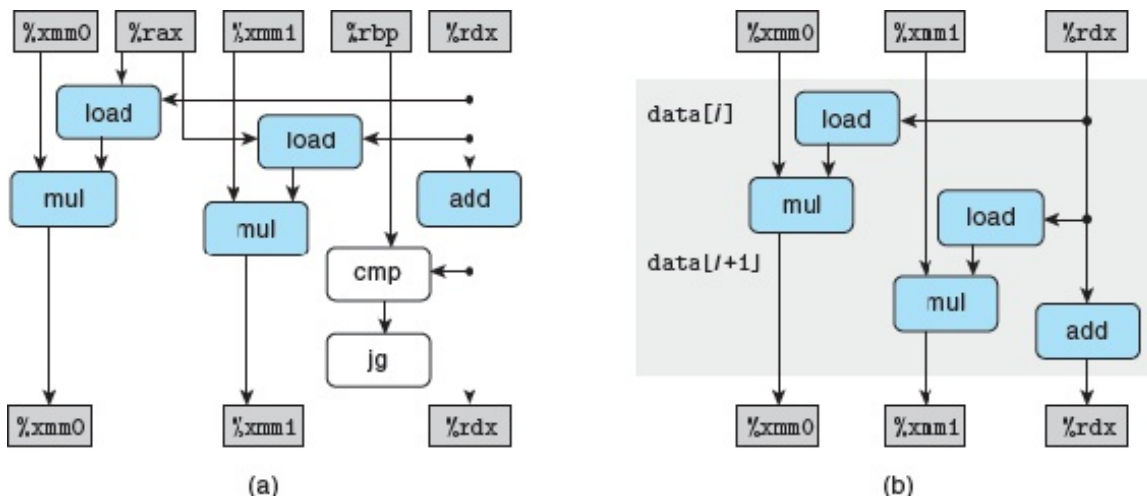 %xmm0 %rax %xmm1 %rbp %rdx
load
load
mul
add
mul
cmp
jg
%xmm0 %xmm1 %rdx
(a)
%xmm0 %xmm1 %rdx
data[i]
load
mul
load
data[i+1]
mul
add
%xmm0 %xmm1 %rdx
(b)